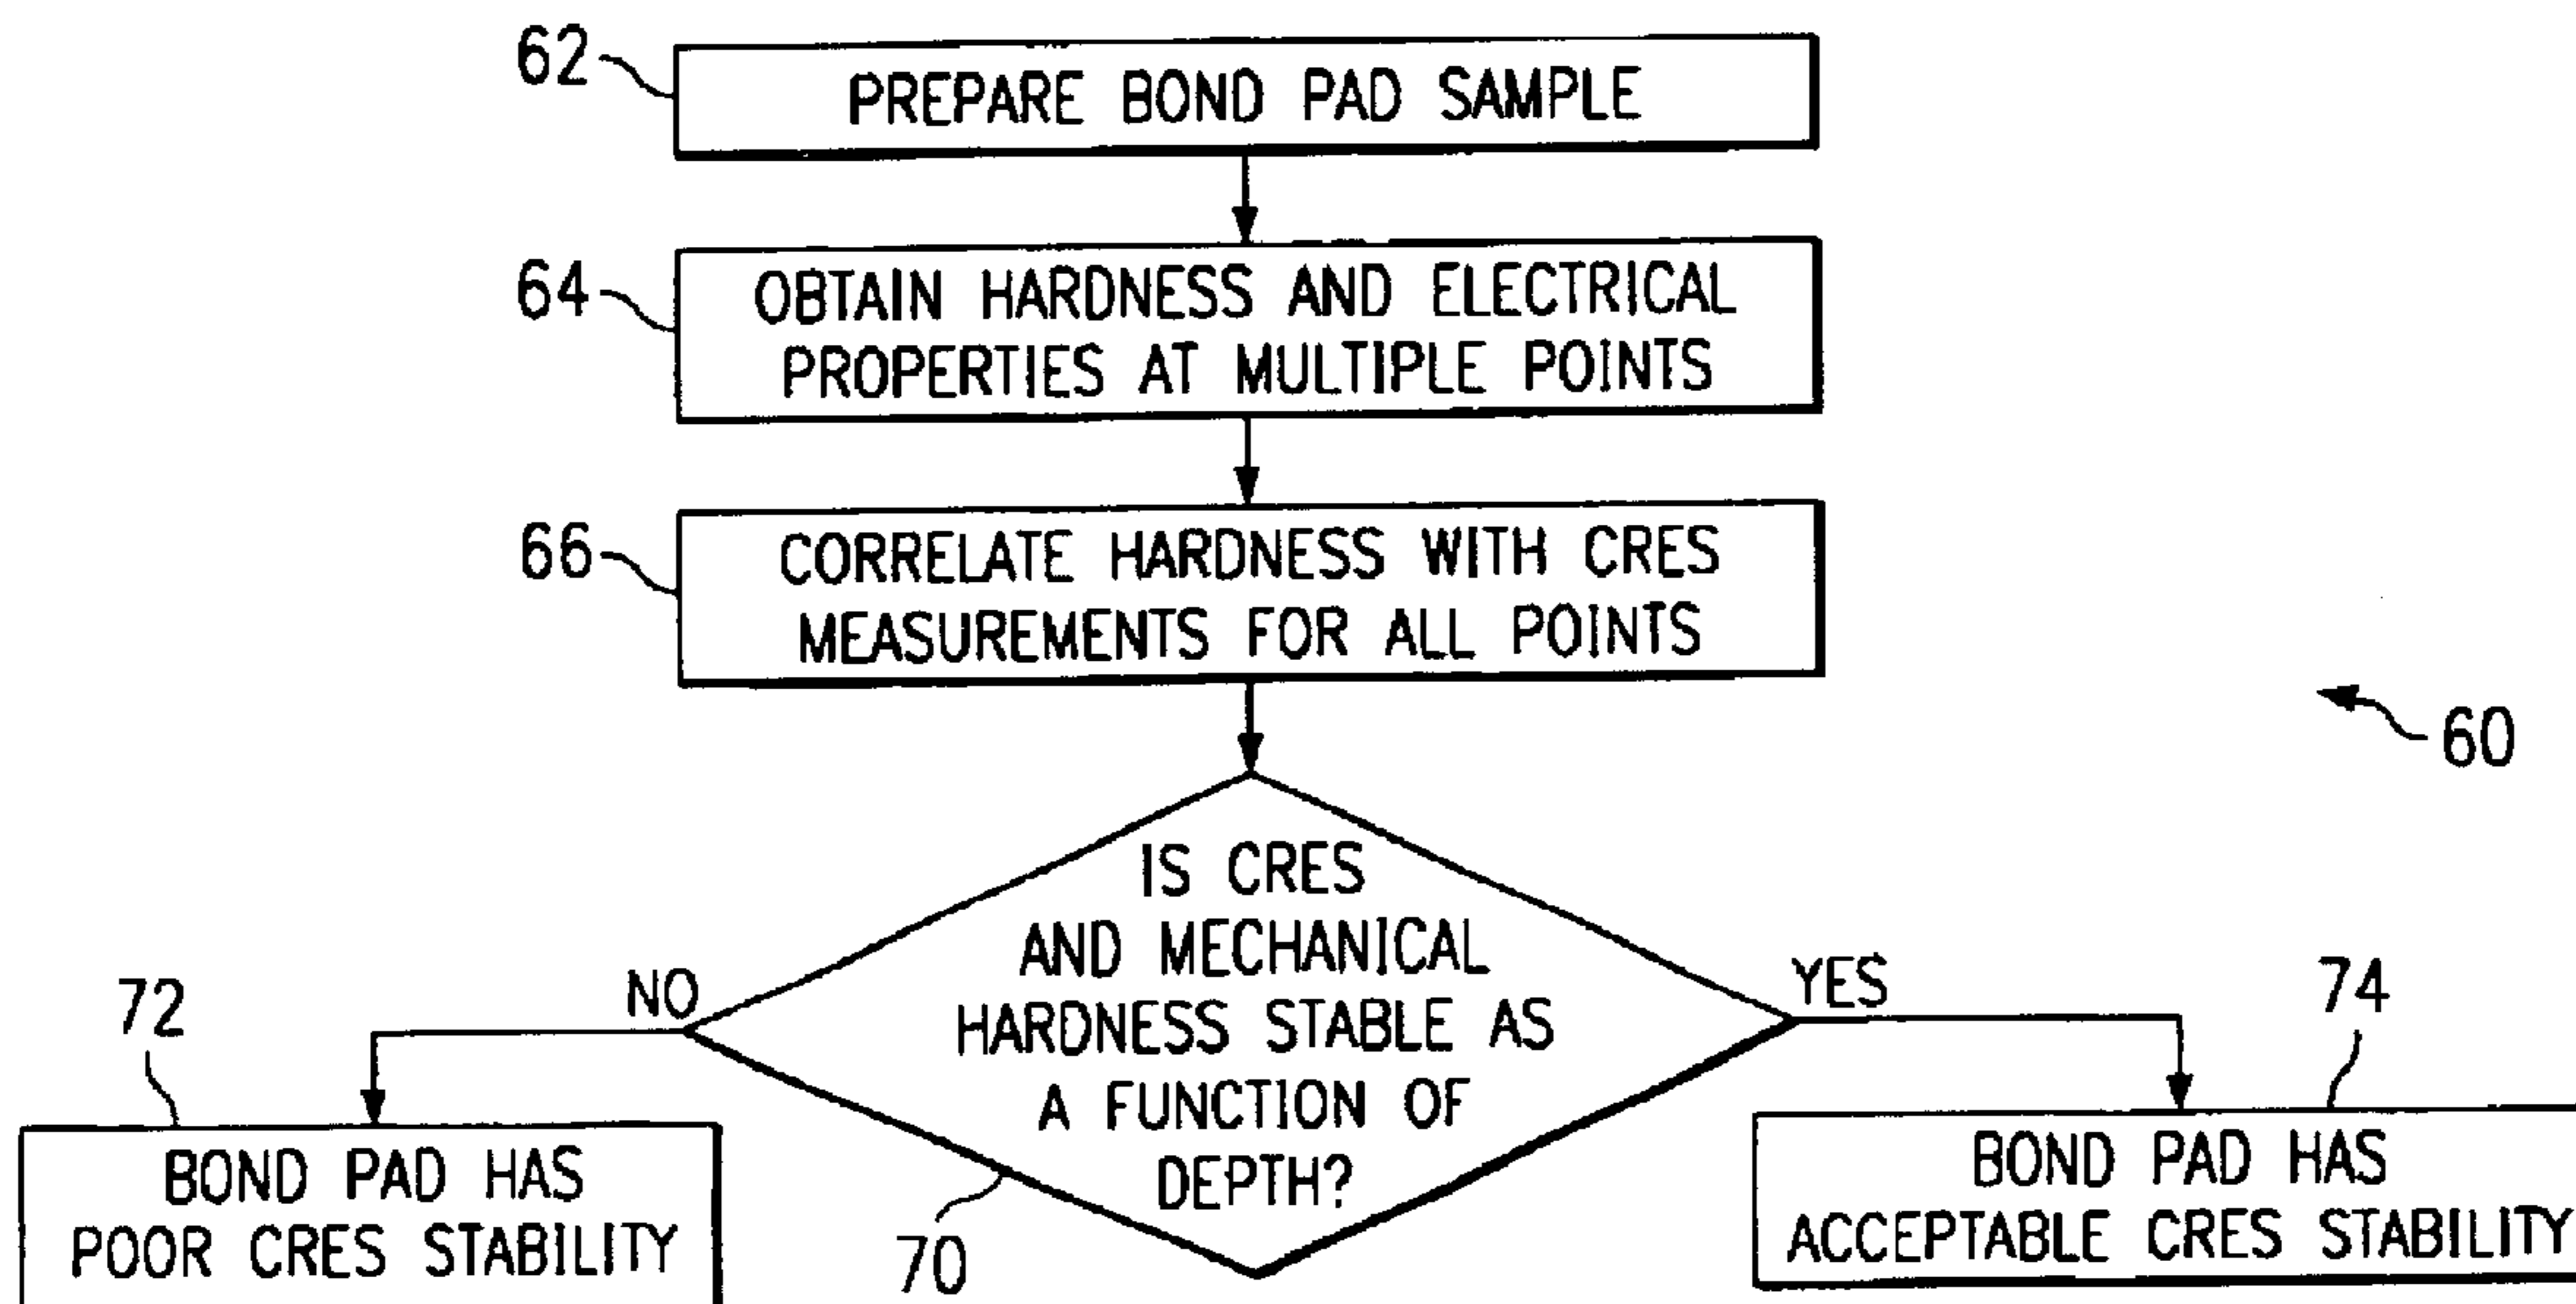 62
PREPARE BOND PAD SAMPLE
64
OBTAIN HARDNESS AND ELECTRICAL
PROPERTIES AT MULTIPLE POINTS
66
CORRELATE HARDNESS WITH CRES
MEASUREMENTS FOR ALL POINTS
60
IS CRES
AND MECHANICAL
HARDNESS STABLE AS
A FUNCTION OF
DEPTH?
70
NO
YES
72
BOND PAD HAS
POOR CRES STABILITY
74
BOND PAD HAS
ACCEPTABLE CRES STABILITY